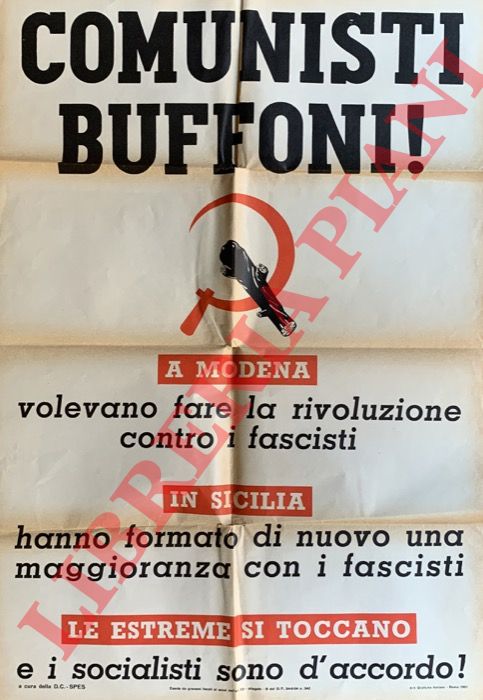 COMUNISTI
BUFFONI!
A MODENA
volevano fare la rivoluzione
contro i fascisti
IN SICILIA
hanno formato di nuovo una
maggioranza con i fascisti
LE ESTREME SI TOCCANO
e i socialisti sono d'accordo!
a cura della D.C. - SPES
LIBRERIA PIANI